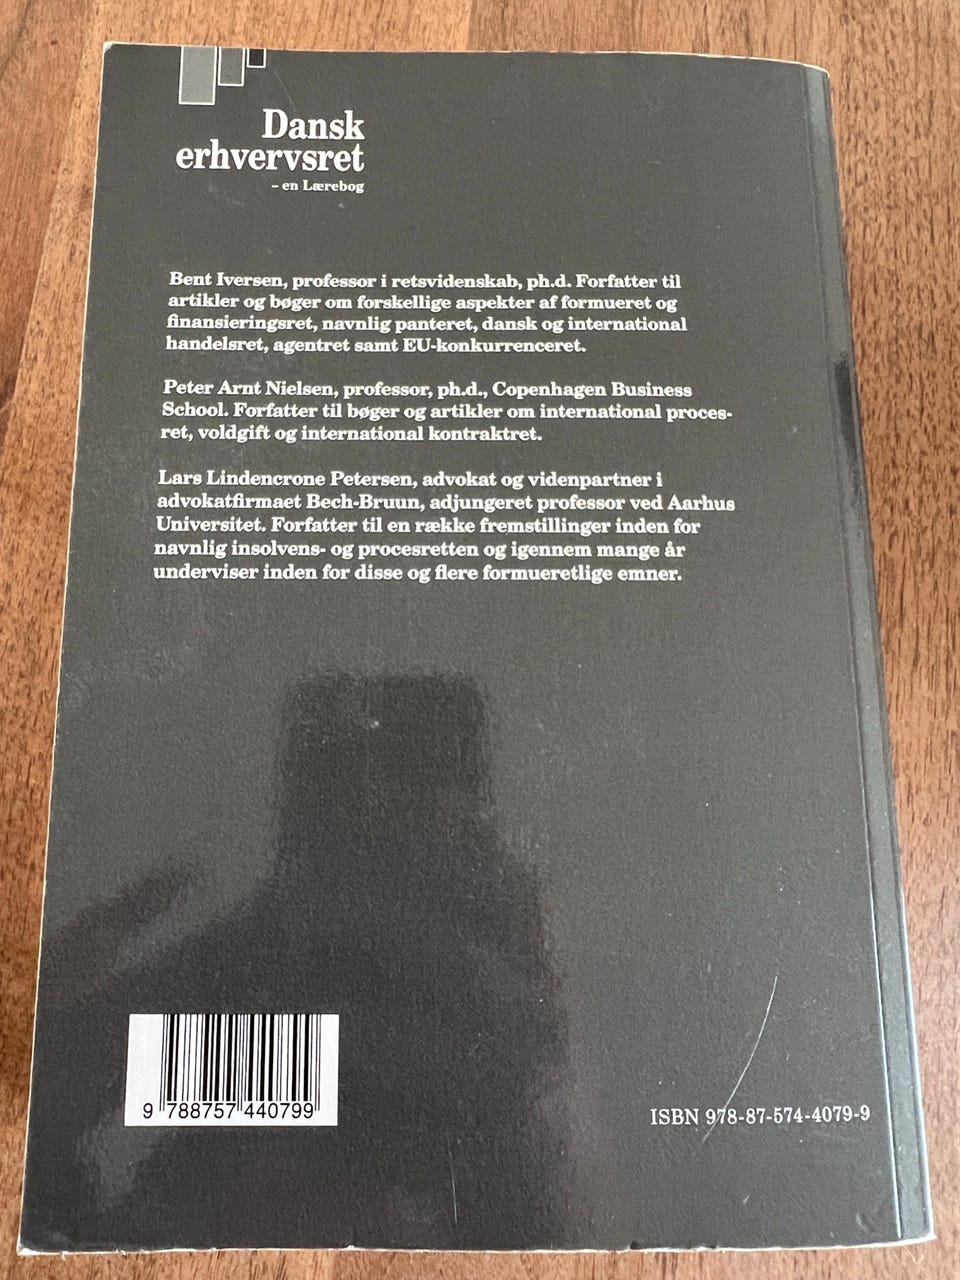 Dansk
erhvervsret
– en Lærebog
Bent Iversen, professor i retsvidenskab, ph.d. Forfatter til
artikler og bøger om forskellige aspekter af formueret og
finansieringsret, navnlig panteret, dansk og international
handelsret, agentret samt EU-konkurrenceret.
Peter Arnt Nielsen, professor, ph.d., Copenhagen Business
School. Forfatter til bøger og artikler om international proces-
ret, voldgift og international kontraktret.
Lars Lindencrone Petersen, advokat og videnpartner i
advokatfirmaet Bech-Bruun, adjungeret professor ved Aarhus
Universitet. Forfatter til en række fremstillinger inden for
navnlig insolvens- og procesretten og igennem mange år
underviser inden for disse og flere formueretlige emner.
9 788757 440799
ISBN 978-87-574-4079-9